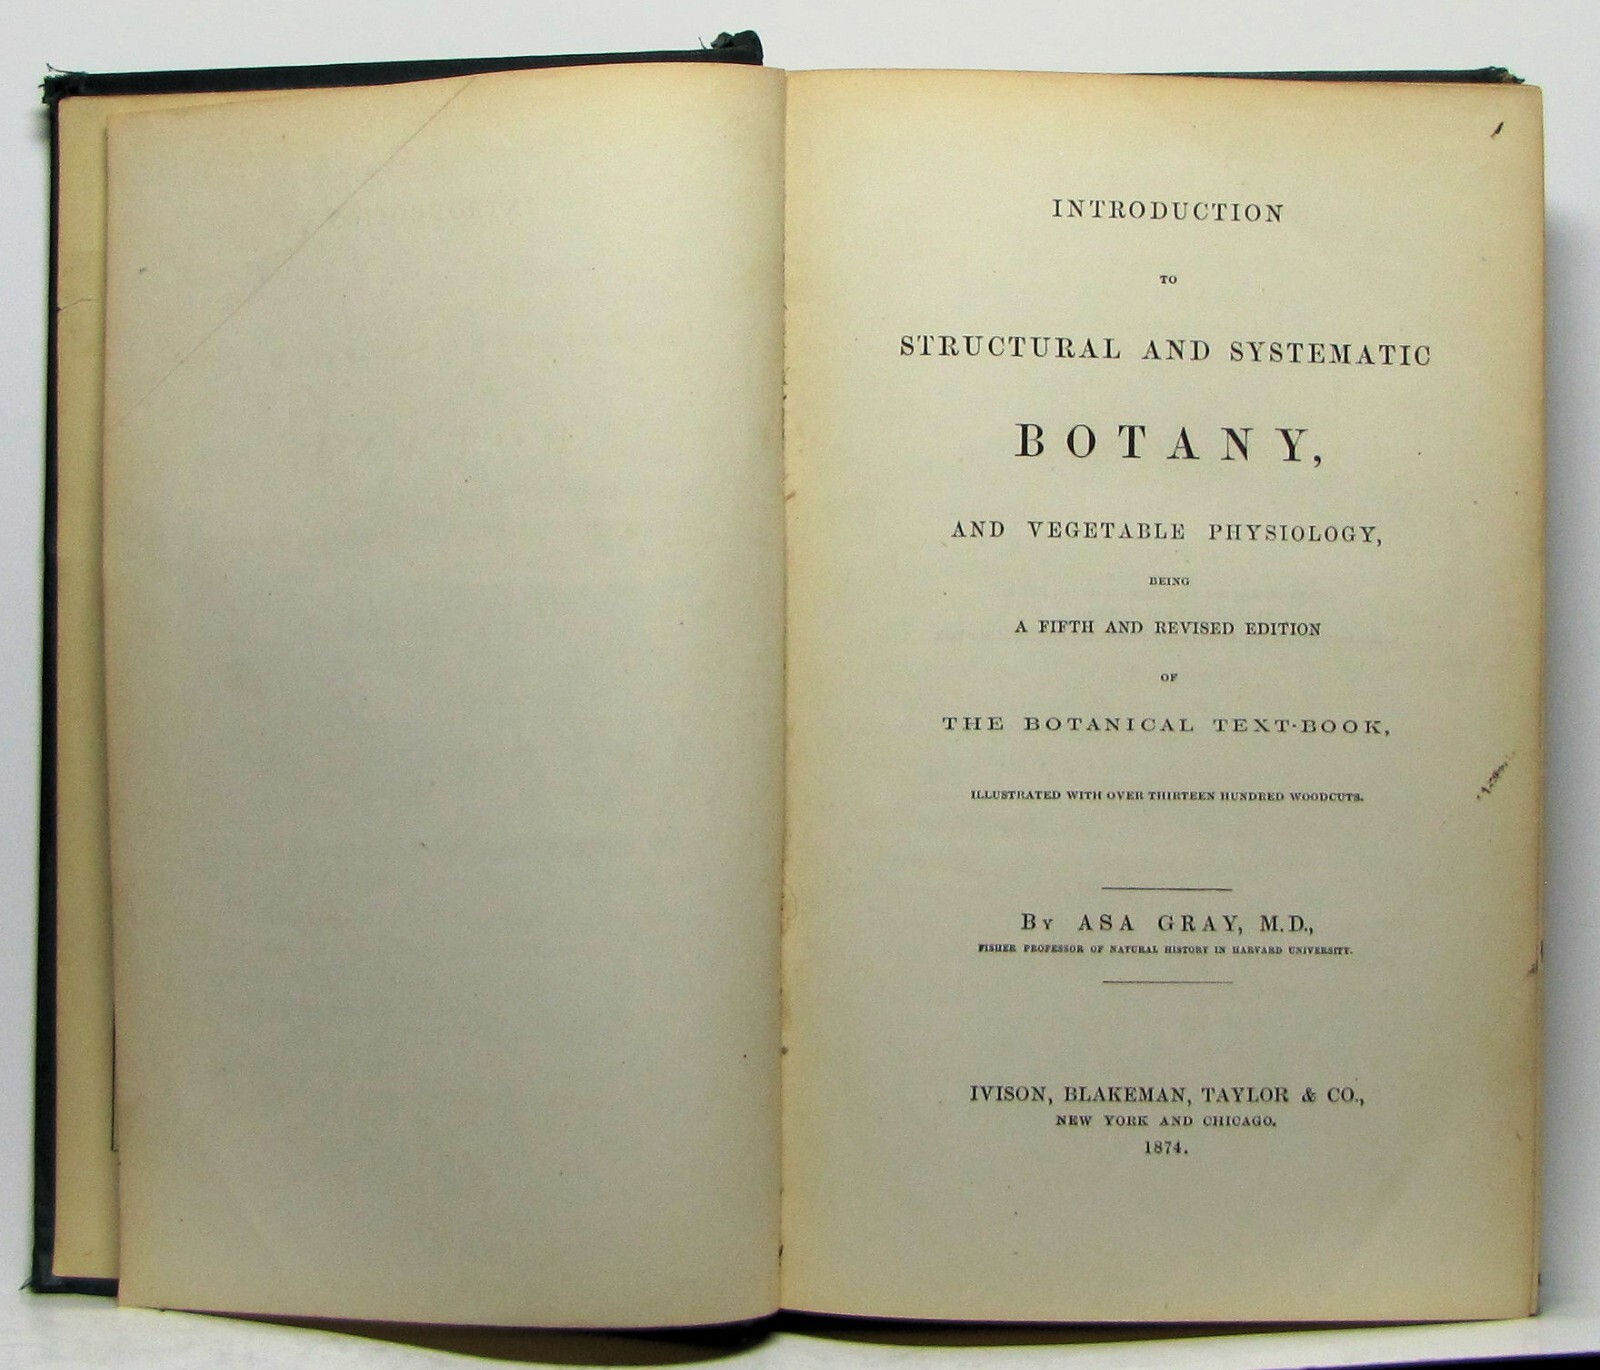 INTRODUCTION
TO
STRUCTURAL AND SYSTEMATIC
BOTANY,
AND VEGETABLE PHYSIOLOGY,
BEING
A FIFTH AND REVISED EDITION
OF
THE BOTANICAL TEXT-BOOK,
ILLUSTRATED WITH OVER THIRTEEN HUNDRED WOODCUTS.
By ASA GRAY, M.D.,
FISHER PROFESSOR OF NATURAL HISTORY IN HARVARD UNIVERSITY.
IVISON, BLAKEMAN, TAYLOR & CO.,
NEW YORK AND CHICAGO.
1874.